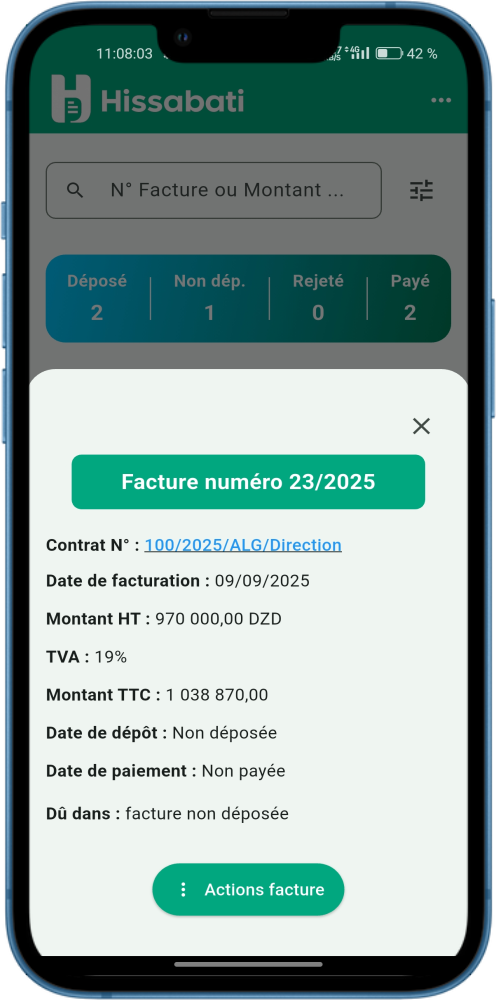 11:08:03
4G
42 %
Hissabati
N° Facture ou Montant ...
Déposé
Non dép.
Rejeté
Payé
2
1
0
2
Facture numéro 23/2025
Contrat N° : 100/2025/ALG/Direction
Date de facturation : 09/09/2025
Montant HT : 970 000,00 DZD
TVA : 19%
Montant TTC : 1 038 870,00
Date de dépôt : Non déposée
Date de paiement : Non payée
Dû dans : facture non déposée
Actions facture